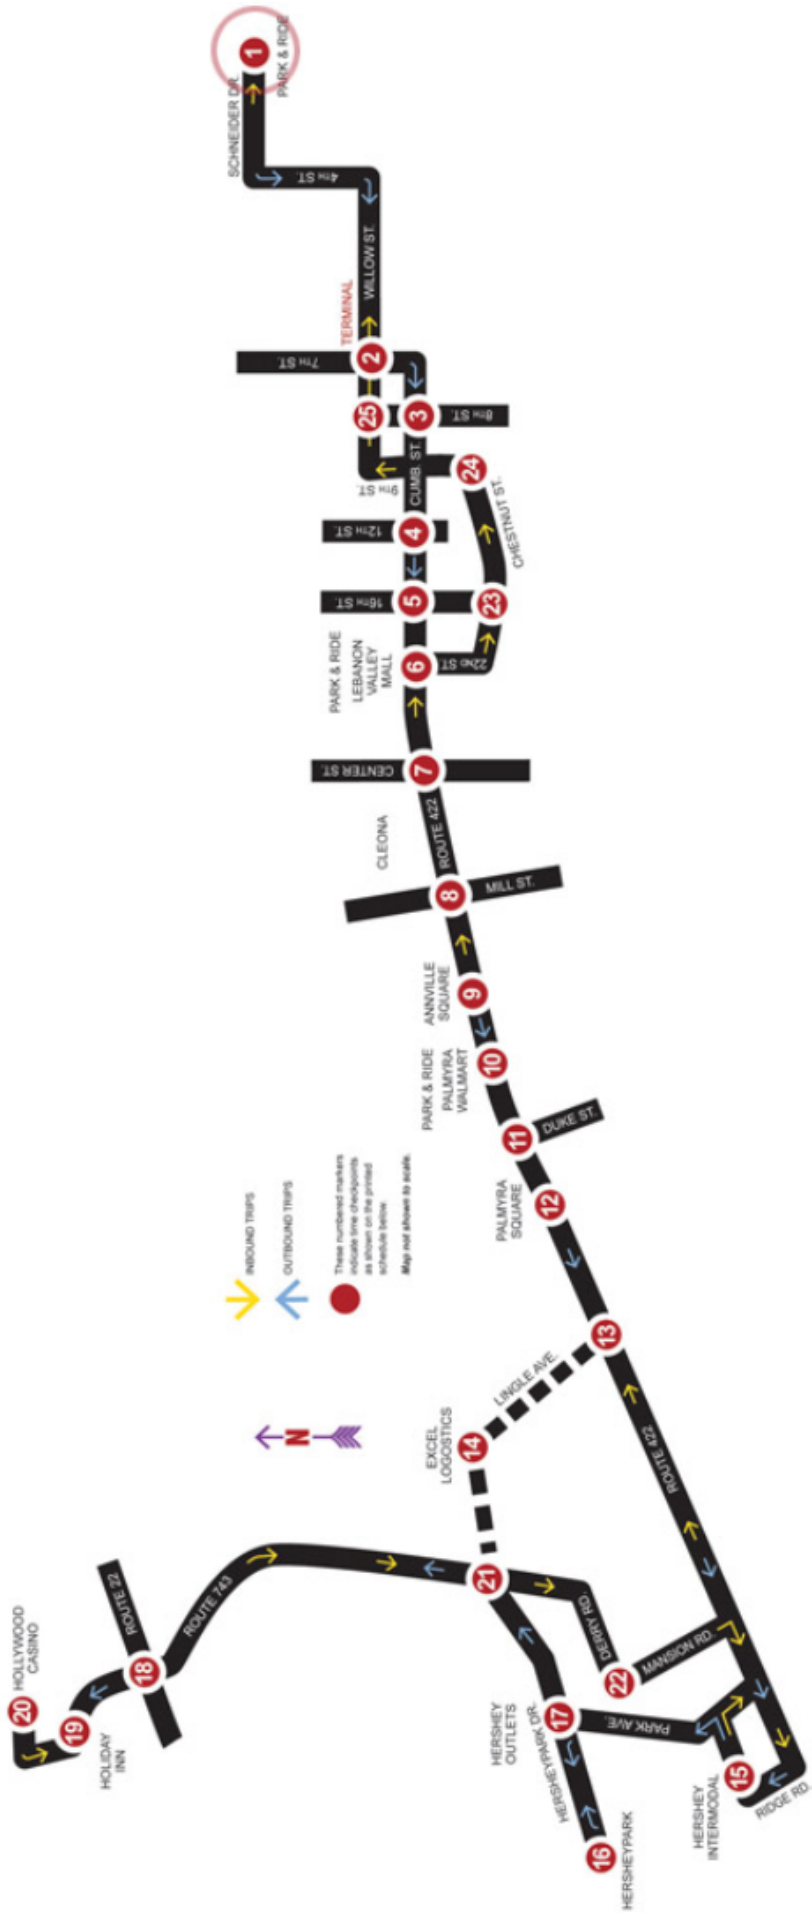 20
HOLLYWOOD
CASINO
19
HOLIDAY
INN
18
ROUTE 22
ROUTE 743
N
INBOUND TRIPS
OUTBOUND TRIPS
These numbered markers
indicate time checkpoints
as shown on the printed
schedule below.
Map not shown to scale.
EXCEL
LOGOSTICS
14
LINGLE AVE.
13
21
DERRY RD.
22
MANSION RD.
HERSHEY
OUTLETS
17
HERSHEYPARK DR.
PARK AVE.
16
HERSHEYPARK
HERSHEY
INTERMODAL
15
RIDGE RD.
ROUTE 422
PALMYRA
SQUARE
12
11
DUKE ST.
PARK & RIDE
PALMYRA
WALMART
10
ANNVILLE
SQUARE
9
8
MILL ST.
CLEONA
ROUTE 422
7
CENTER ST.
PARK & RIDE
LEBANON
VALLEY
MALL
6
22ND ST.
5
16TH ST.
23
CHESTNUT ST.
4
12TH ST.
CUMB. ST.
24
9TH ST.
25
3
8TH ST.
TERMINAL
2
7TH ST.
WILLOW ST.
4TH ST.
SCHNEIDER DR.
1
PARK & RIDE